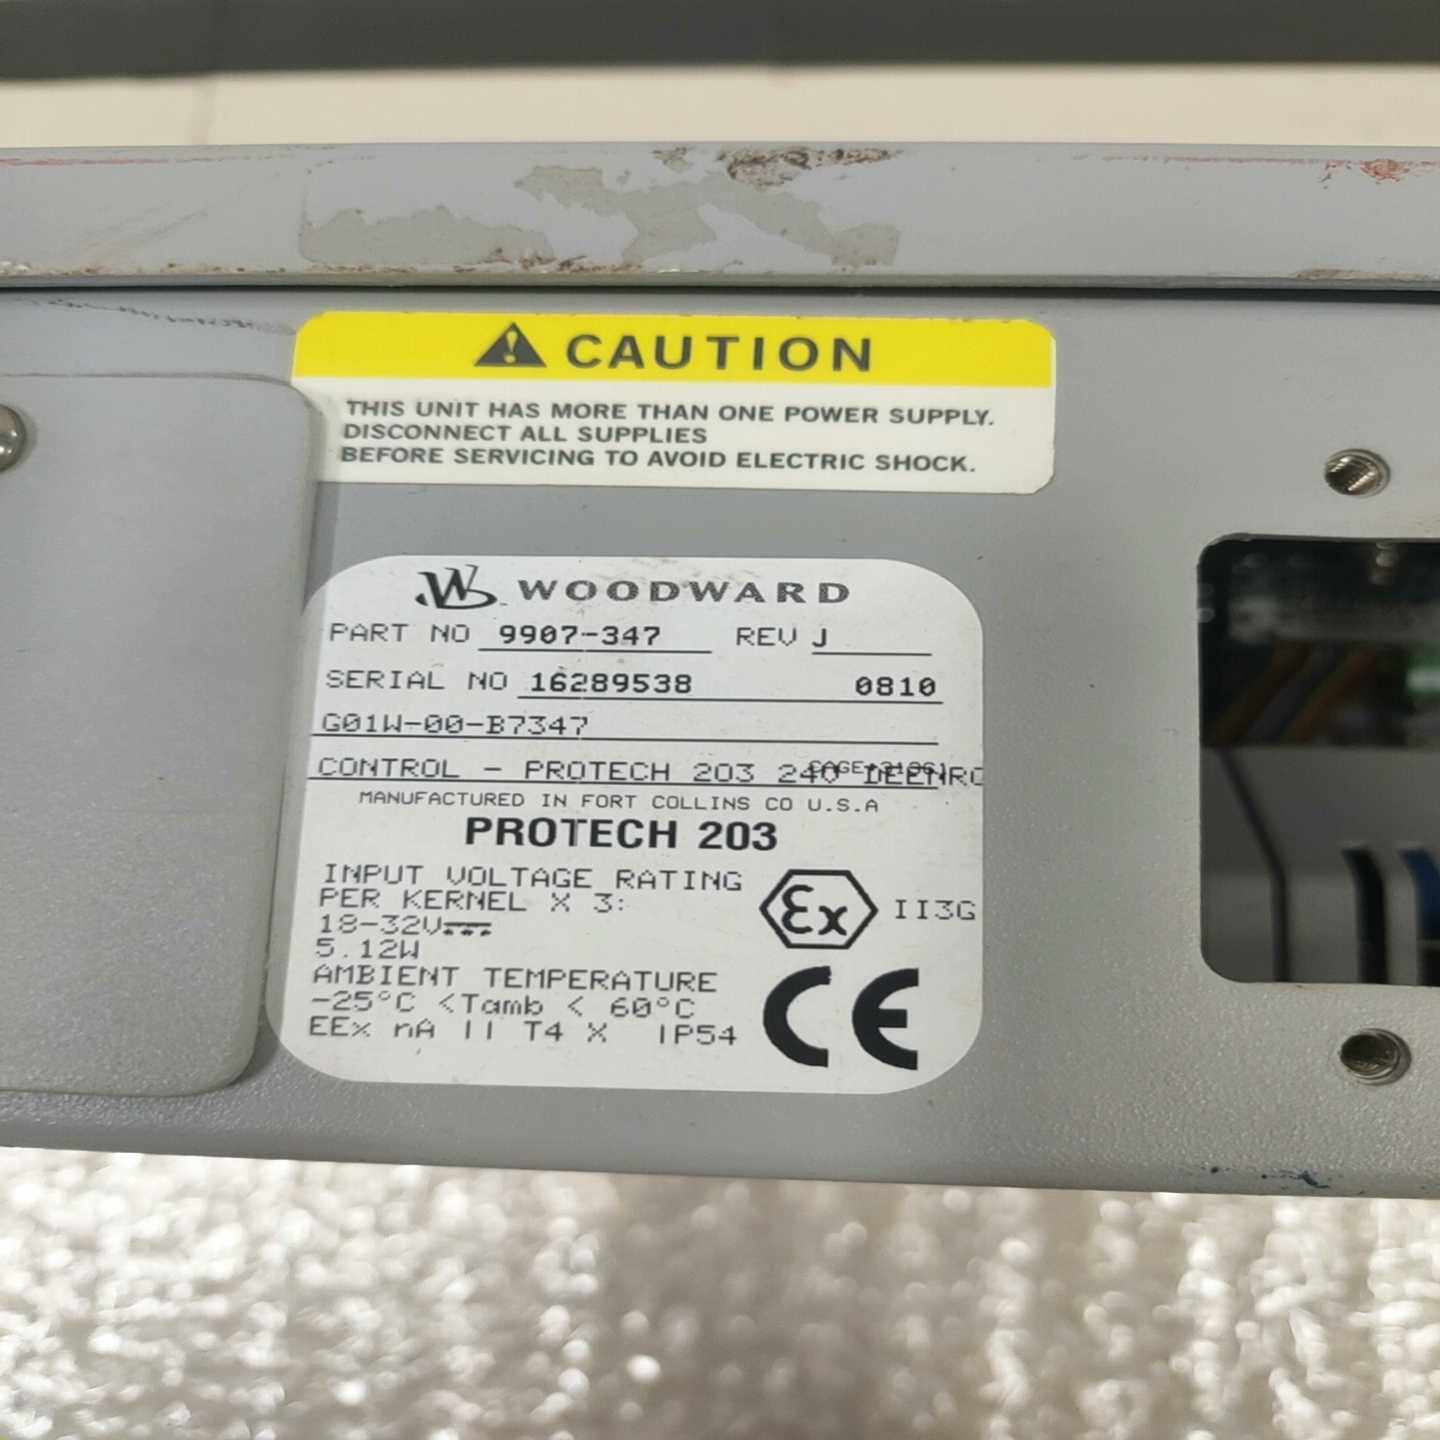 CAUTION
THIS UNIT HAS MORE THAN ONE POWER SUPPLY.
DISCONNECT ALL SUPPLIES
BEFORE SERVICING TO AVOID ELECTRIC SHOCK.
WOODWARD
PART NO 9907-347 REV J
SERIAL NO 16289538 0810
G01W-00-B7347
CONTROL - PROTECH 203
MANUFACTURED IN FORT COLLINS CO U.S.A
PROTECH 203
INPUT VOLTAGE RATING
PER KERNEL X 3:
18-32V⎓
5.12W
Ex II3G
AMBIENT TEMPERATURE
-25°C <Tamb < 60°C
EEx nA II T4 X IP54
CE